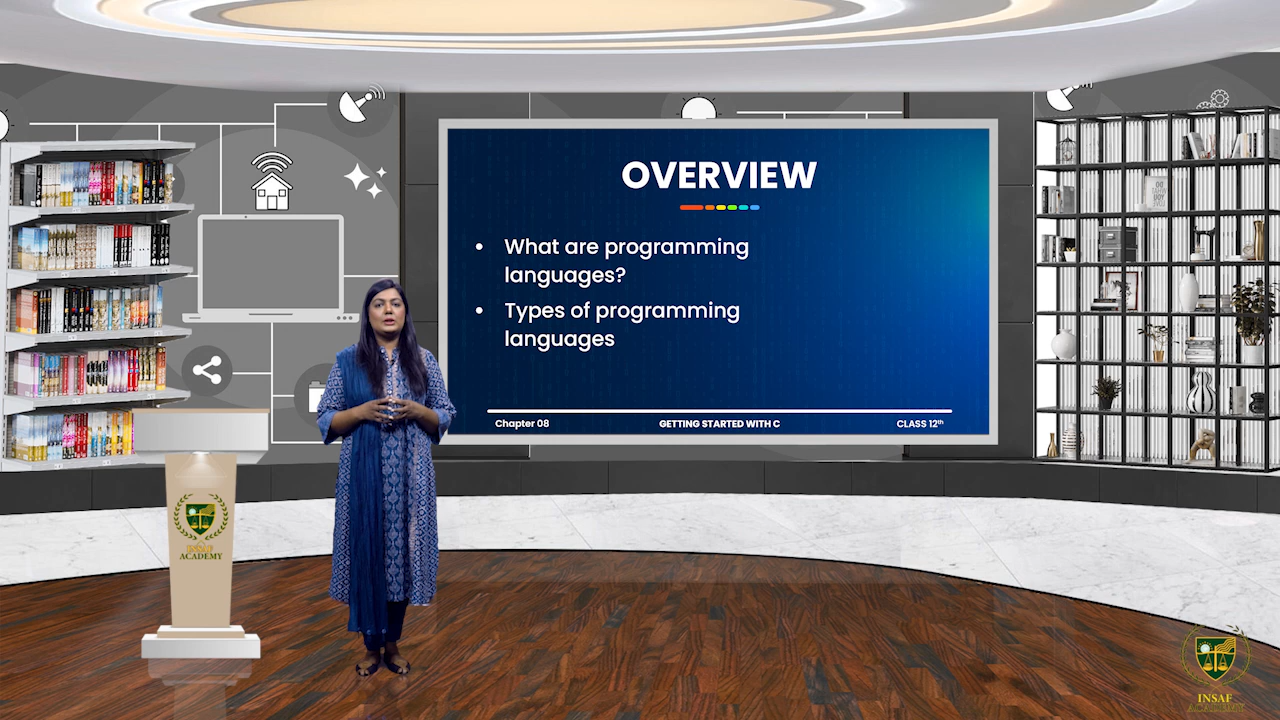 OVERVIEW
• What are programming
languages?
• Types of programming
languages
Chapter 08
GETTING STARTED WITH C
CLASS 12th
INSAF
ACADEMY
INSAF
ACADEMY